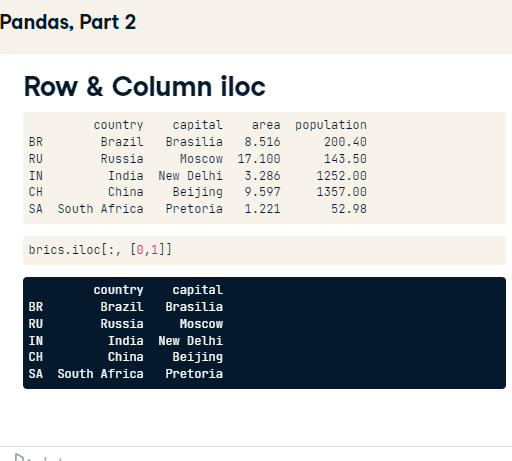 Pandas, Part 2
Row & Column iloc
country capital area population
BR Brazil Brasilia 8.516 200.40
RU Russia Moscow 17.100 143.50
IN India New Delhi 3.286 1252.00
CH China Beijing 9.597 1357.00
SA South Africa Pretoria 1.221 52.98
brics.iloc[:, [0,1]]
country capital
BR Brazil Brasilia
RU Russia Moscow
IN India New Delhi
CH China Beijing
SA South Africa Pretoria